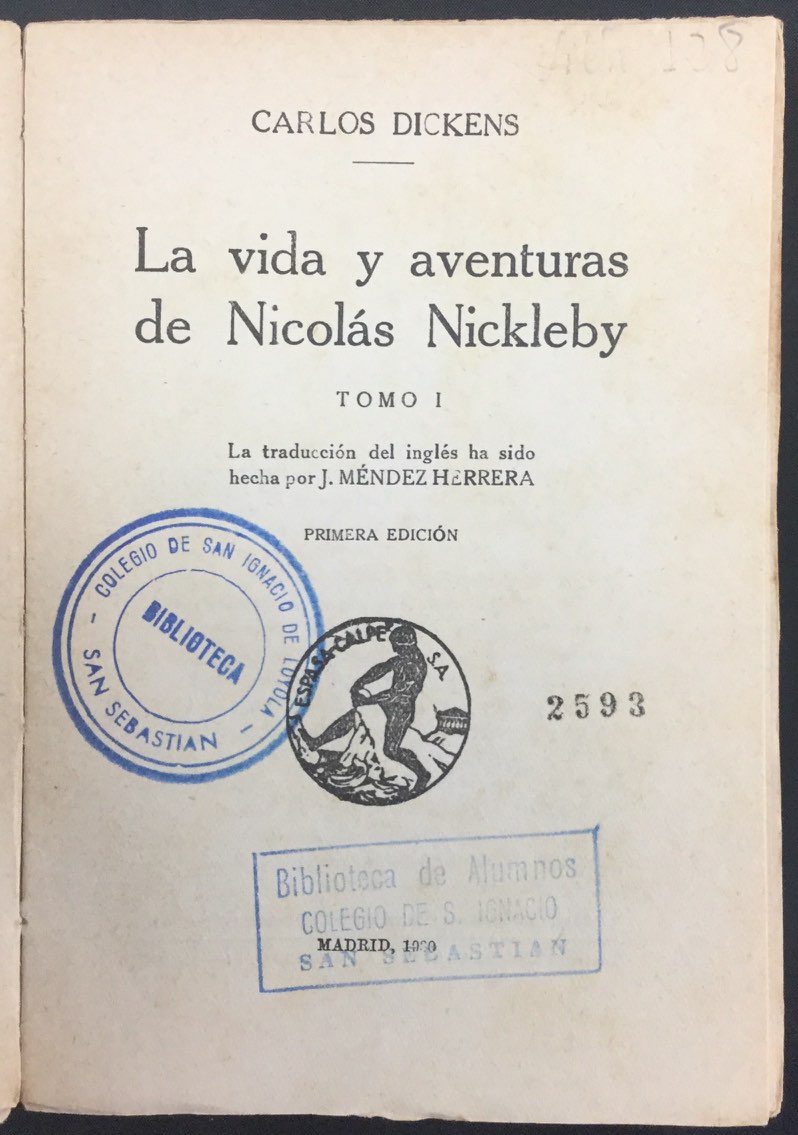 CARLOS DICKENS
La vida y aventuras
de Nicolás Nickleby
TOMO I
La traducción del inglés ha sido
hecha por J. MÉNDEZ HERRERA
PRIMERA EDICIÓN
— COLEGIO DE SAN IGNACIO DE LOYOLA —
BIBLIOTECA
SAN SEBASTIAN
ESPASA-CALPE S.A.
2593
Biblioteca de Alumnos
COLEGIO DE S. IGNACIO
MADRID,
SAN SEBASTIAN